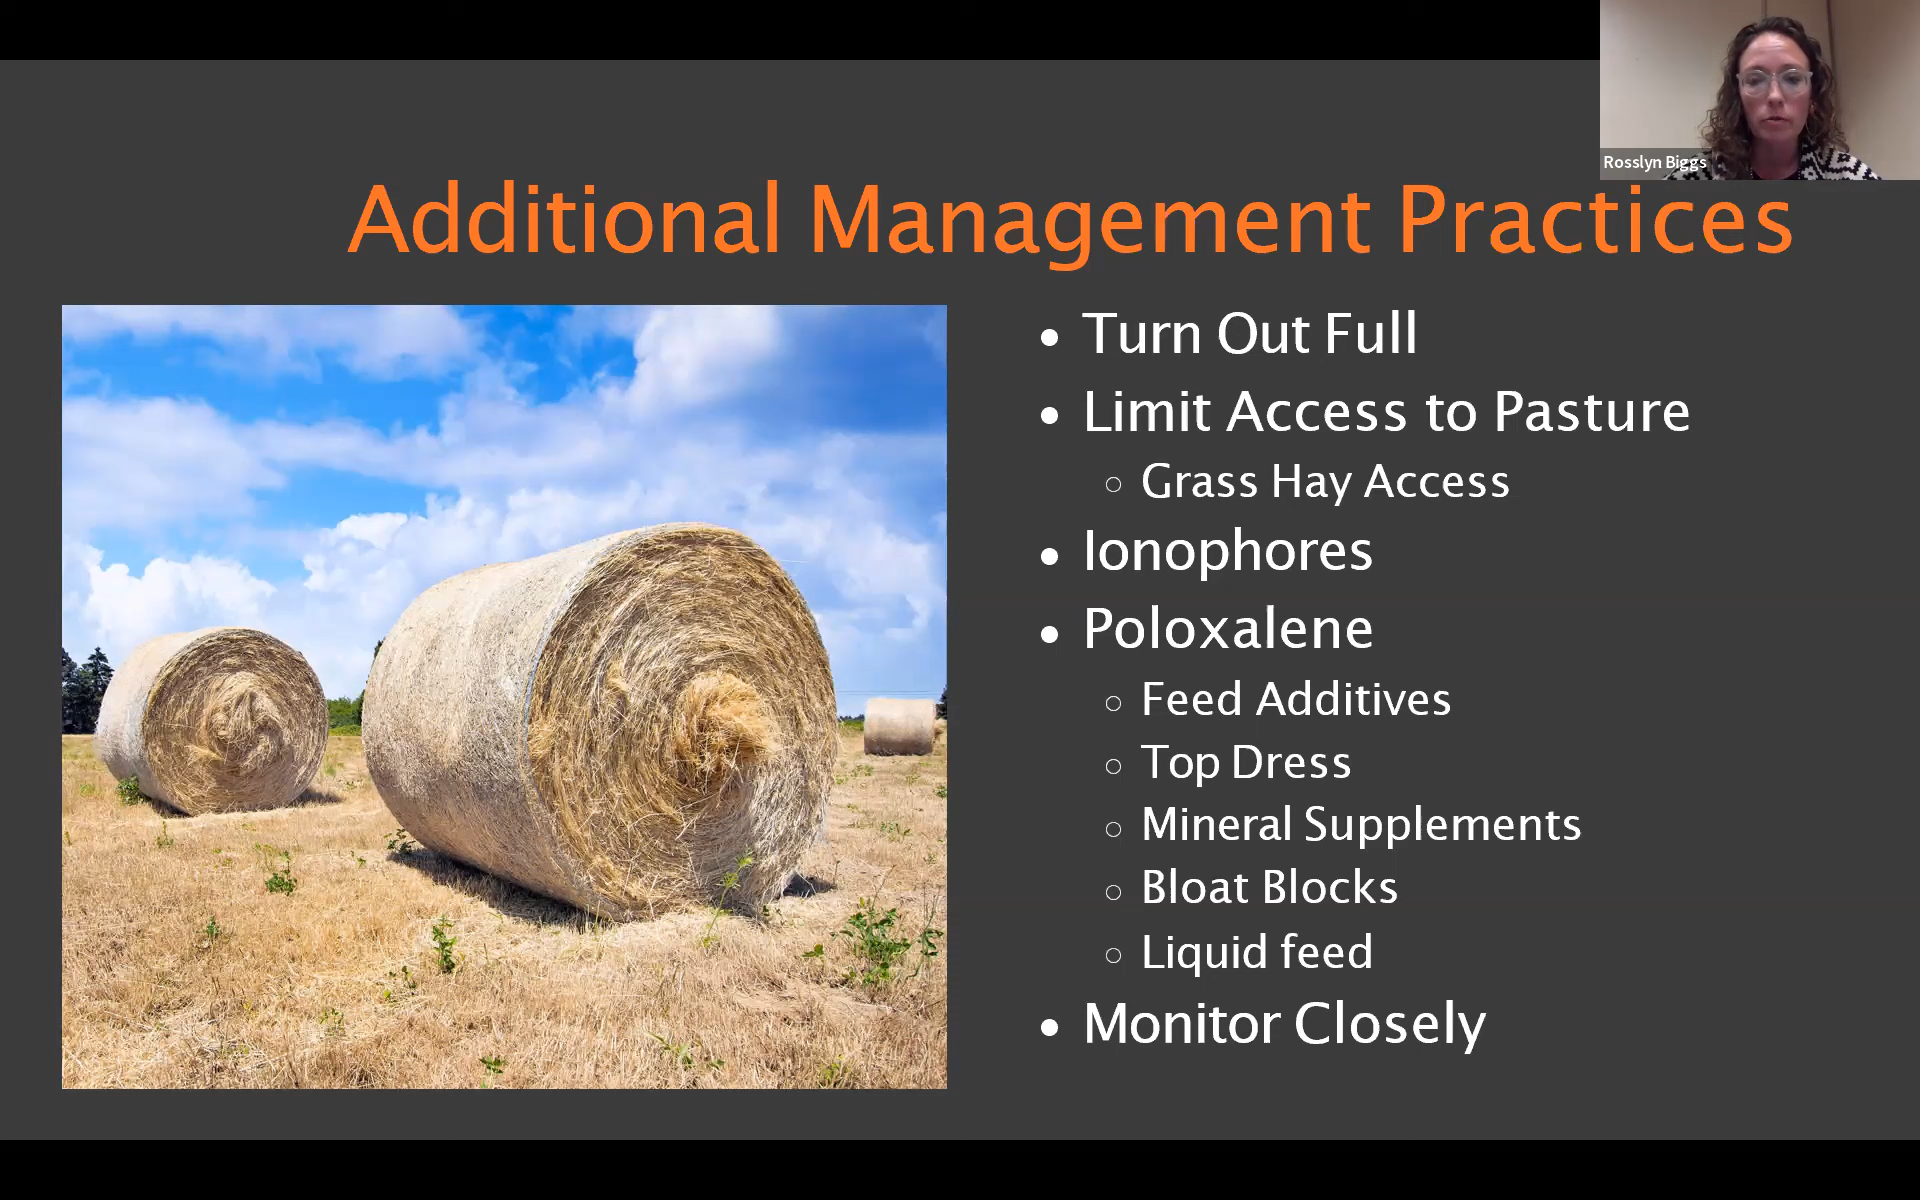 Rosslyn Biggs
Additional Management Practices
• Turn Out Full
• Limit Access to Pasture
○ Grass Hay Access
• Ionophores
• Poloxalene
○ Feed Additives
○ Top Dress
○ Mineral Supplements
○ Bloat Blocks
○ Liquid feed
• Monitor Closely